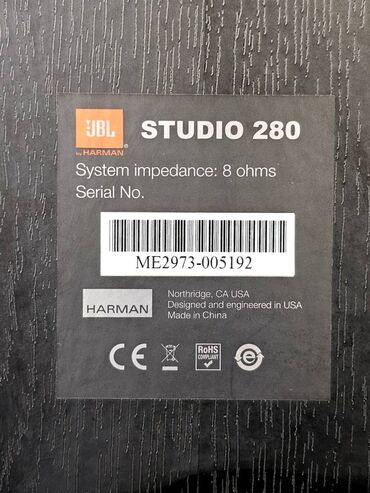 JBL
by HARMAN
STUDIO 280
System impedance: 8 ohms
Serial No.
ME2973-005192
HARMAN
Northridge, CA USA
Designed and engineered in USA
Made in China
CE
RoHS
COMPLIANT
e